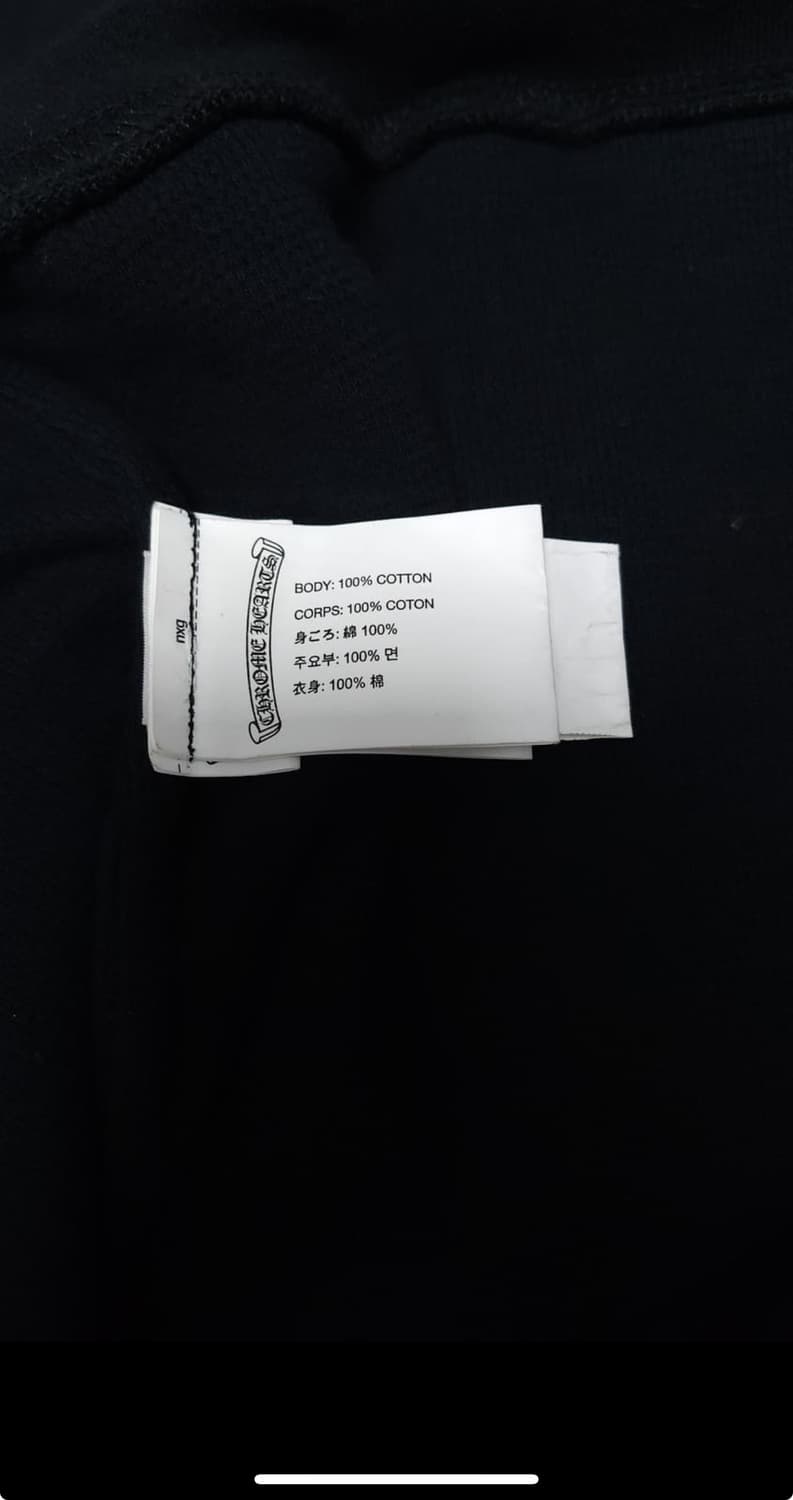 CHROME HEARTS
BODY: 100% COTTON
CORPS: 100% COTON
身ごろ: 綿 100%
주요부: 100% 면
衣身: 100% 棉
nxg